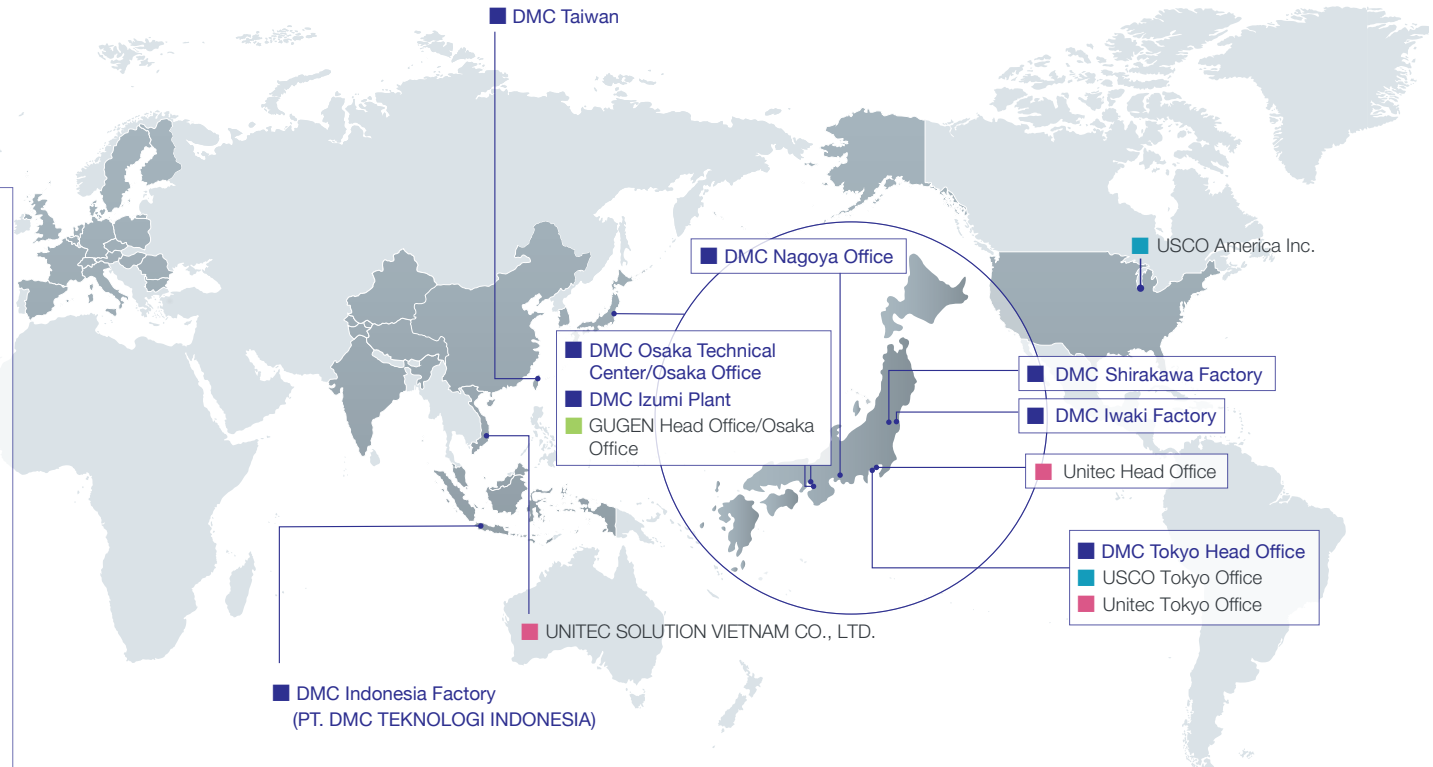 DMC Taiwan
USCO America Inc.
DMC Nagoya Office
DMC Osaka Technical
Center/Osaka Office
DMC Izumi Plant
GUGEN Head Office/Osaka
Office
DMC Shirakawa Factory
DMC Iwaki Factory
Unitec Head Office
DMC Tokyo Head Office
USCO Tokyo Office
Unitec Tokyo Office
UNITEC SOLUTION VIETNAM CO., LTD.
DMC Indonesia Factory
(PT. DMC TEKNOLOGI INDONESIA)